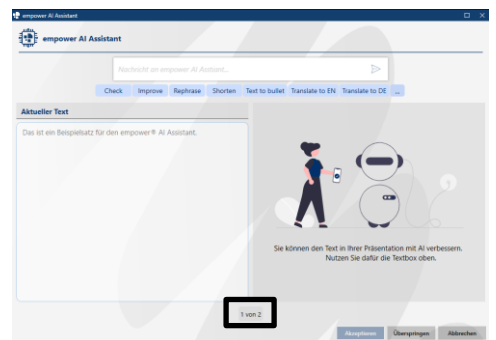 empower AI Assistant
empower AI Assistant
Nachricht an empower AI Assitant...
Check Improve Rephrase Shorten Text to bullet Translate to EN Translate to DE ...
Aktueller Text
Das ist ein Beispielsatz für den empower® AI Assistant.
Sie können den Text in Ihrer Präsentation mit AI verbessern.
Nutzen Sie dafür die Textbox oben.
1 von 2
Akzeptieren Überspringen Abbrechen